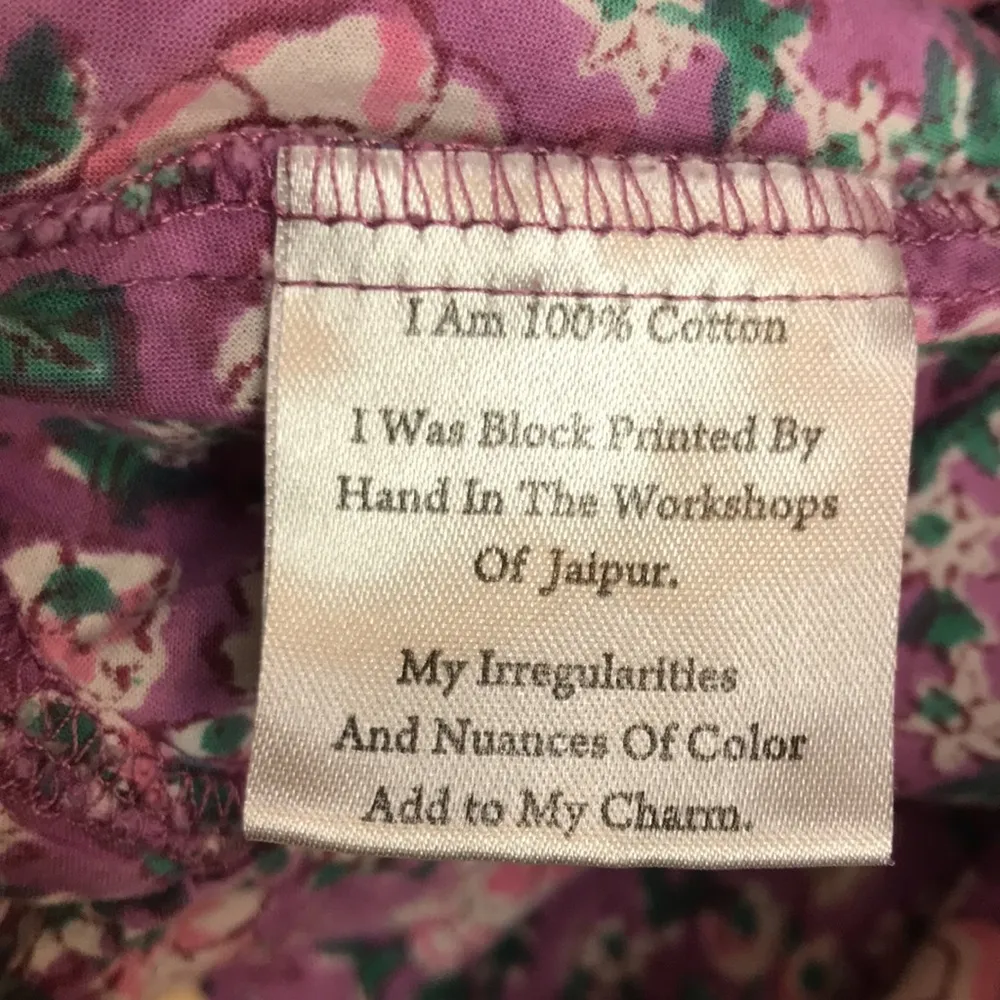 I Am 100% Cotton
I Was Block Printed By
Hand In The Workshops
Of Jaipur.
My Irregularities
And Nuances Of Color
Add to My Charm.